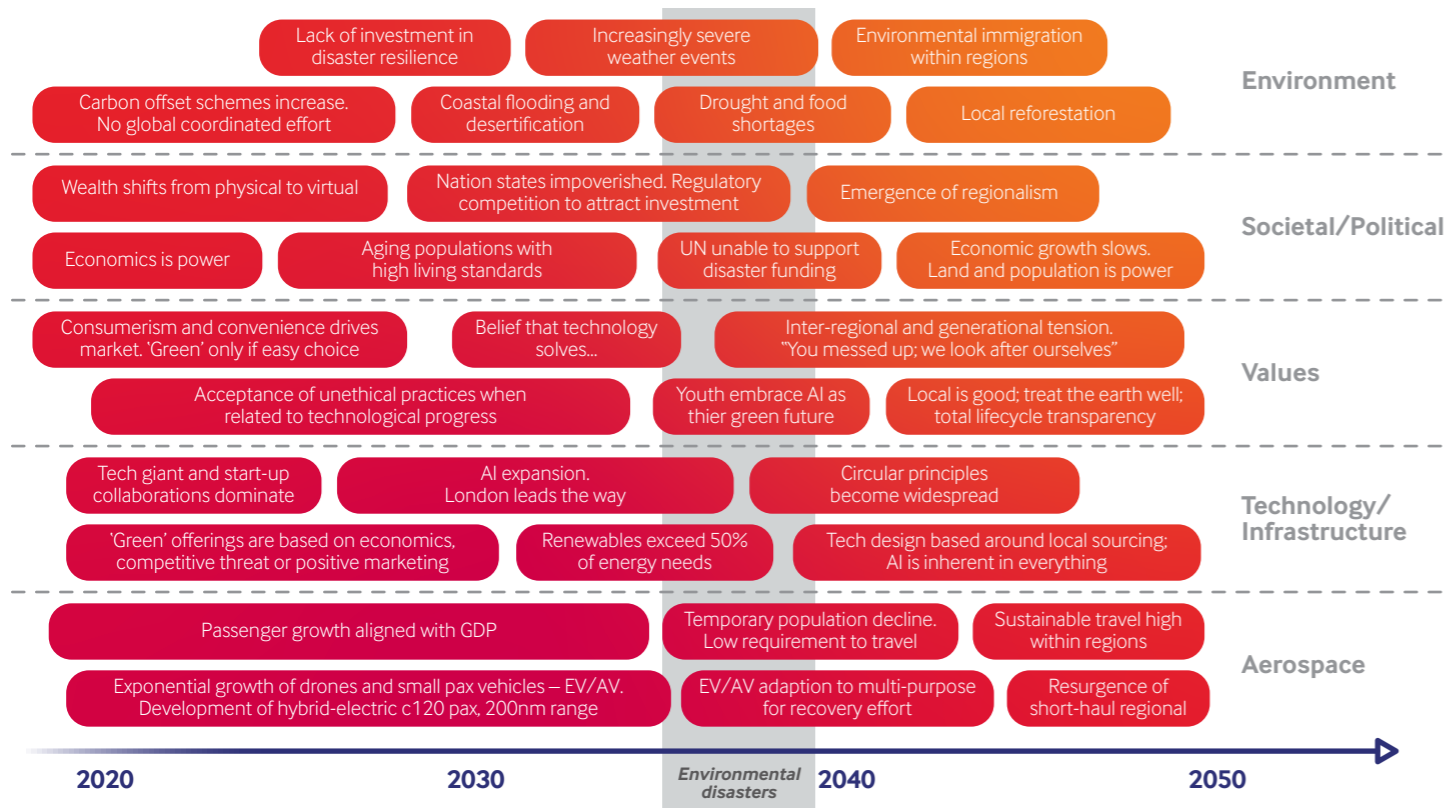 Lack of investment in
disaster resilience
Increasingly severe
weather events
Environmental immigration
within regions
Carbon offset schemes increase.
No global coordinated effort
Coastal flooding and
desertification
Drought and food
shortages
Local reforestation
Environment
Wealth shifts from physical to virtual
Nation states impoverished. Regulatory
competition to attract investment
Emergence of regionalism
Economics is power
Aging populations with
high living standards
UN unable to support
disaster funding
Economic growth slows.
Land and population is power
Societal/Political
Consumerism and convenience drives
market. ‘Green’ only if easy choice
Belief that technology
solves...
Inter-regional and generational tension.
“You messed up; we look after ourselves”
Acceptance of unethical practices when
related to technological progress
Youth embrace AI as
thier green future
Local is good; treat the earth well;
total lifecycle transparency
Values
Tech giant and start-up
collaborations dominate
AI expansion.
London leads the way
Circular principles
become widespread
‘Green’ offerings are based on economics,
competitive threat or positive marketing
Renewables exceed 50%
of energy needs
Tech design based around local sourcing;
AI is inherent in everything
Technology/
Infrastructure
Passenger growth aligned with GDP
Temporary population decline.
Low requirement to travel
Sustainable travel high
within regions
Exponential growth of drones and small pax vehicles – EV/AV.
Development of hybrid-electric c120 pax, 200nm range
EV/AV adaption to multi-purpose
for recovery effort
Resurgence of
short-haul regional
Aerospace
2020
2030
Environmental
disasters
2040
2050